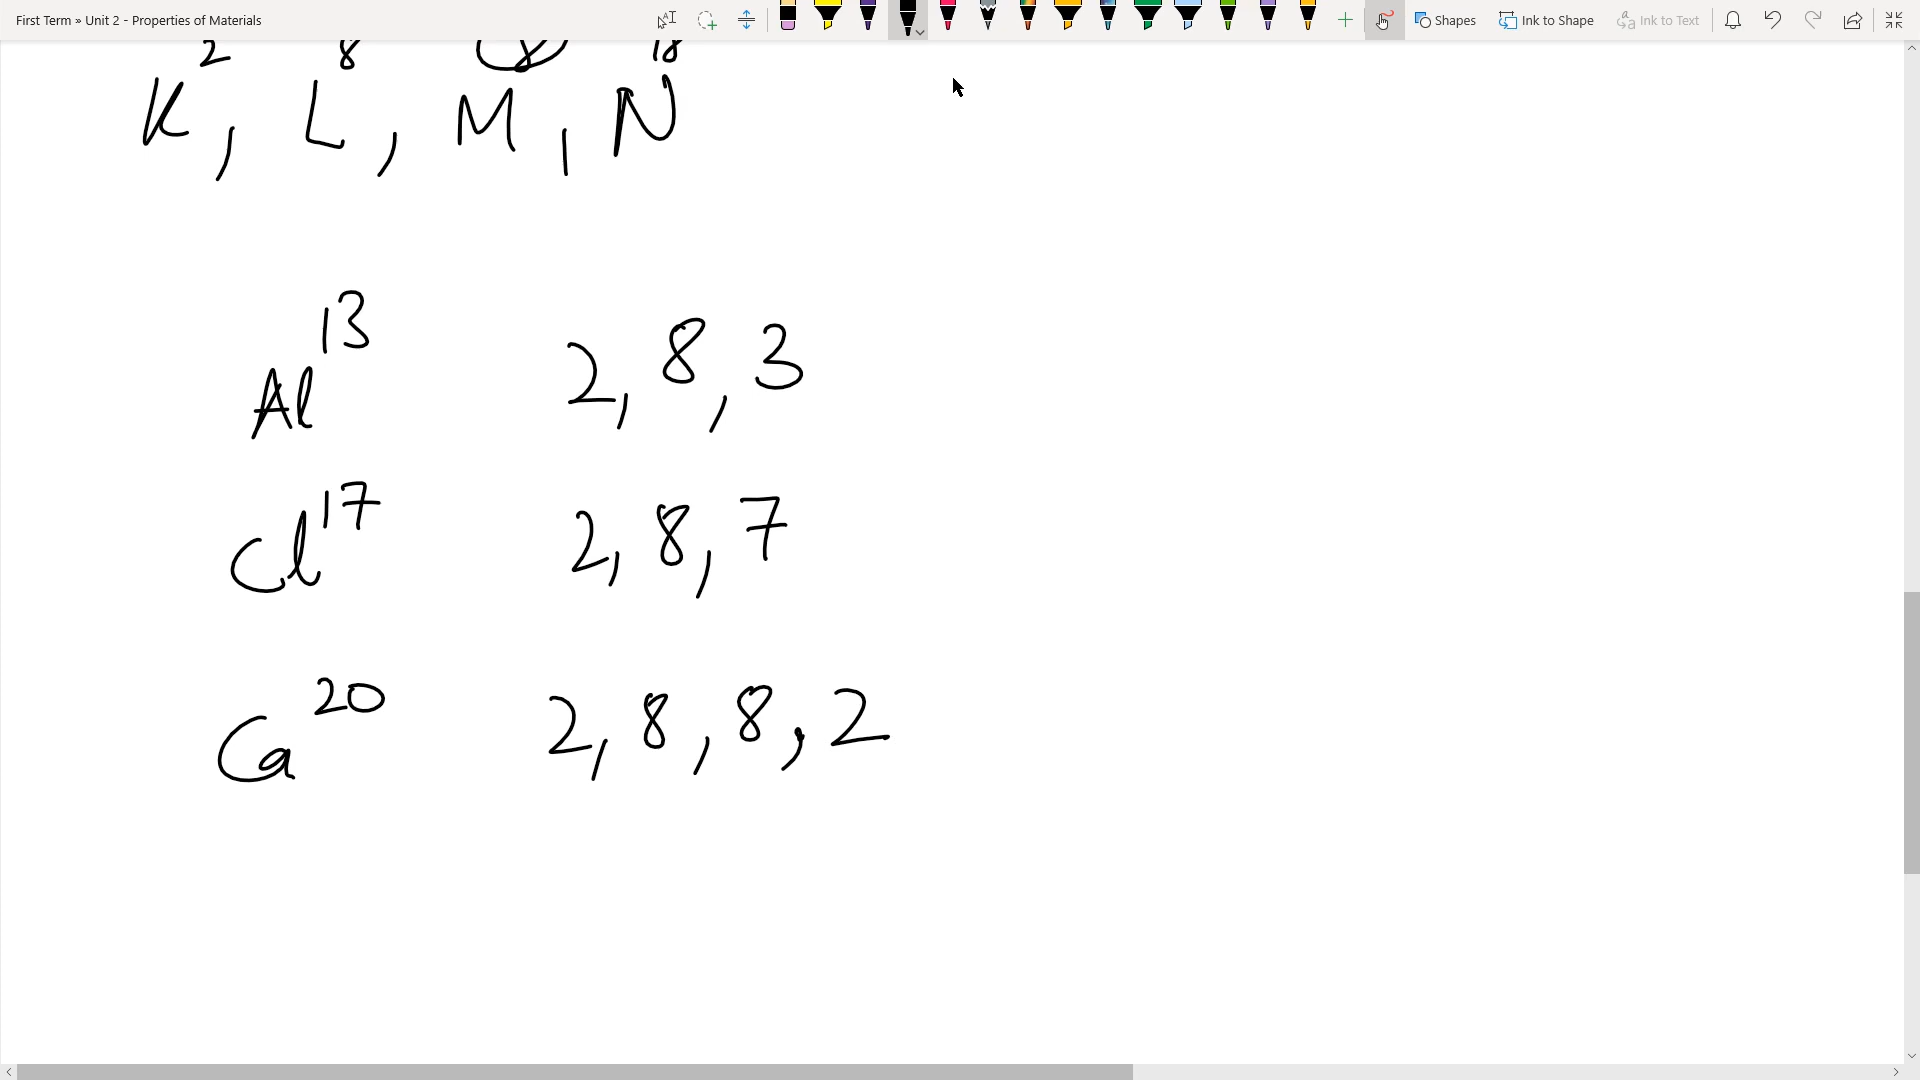 First Term » Unit 2 - Properties of Materials
Shapes
Ink to Shape
Ink to Text
2 8 8 18
K, L, M, N
Al 13 2, 8, 3
Cl 17 2, 8, 7
Ca 20 2, 8, 8, 2